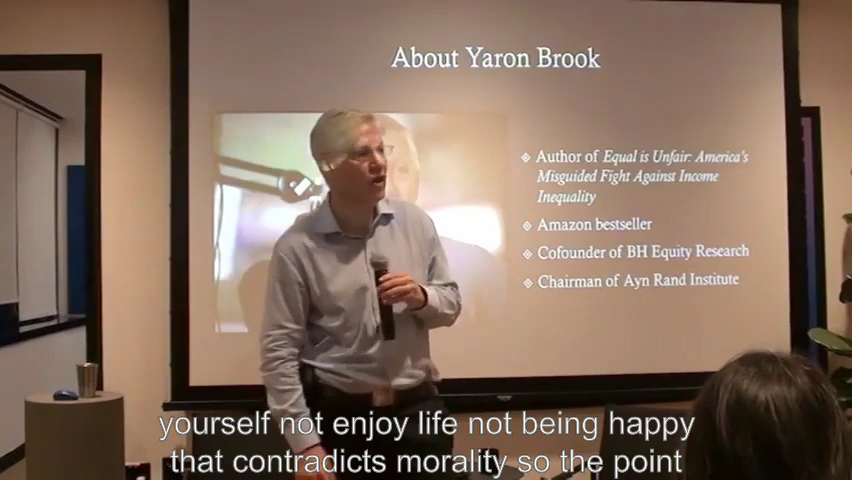 About Yaron Brook
Author of Equal is Unfair: America's
Misguided Fight Against Income
Inequality
Amazon bestseller
Cofounder of BH Equity Research
Chairman of Ayn Rand Institute
yourself not enjoy life not being happy
that contradicts morality so the point